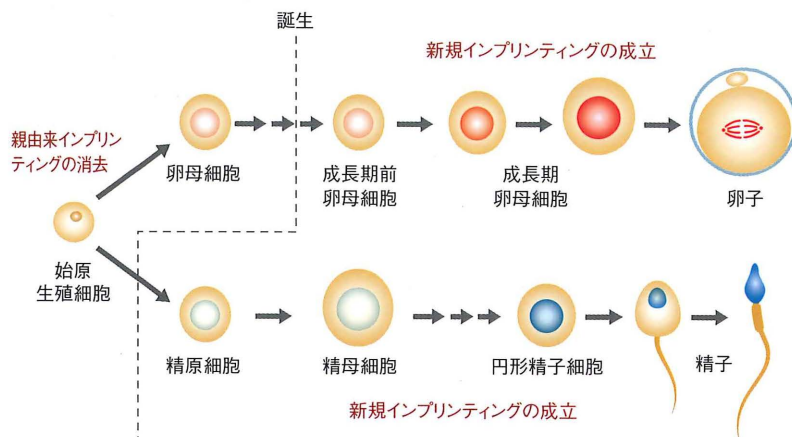 誕生
新規インプリンティングの成立
親由来インプリン
ティングの消去
卵母細胞
成長期前
卵母細胞
成長期
卵母細胞
卵子
始原
生殖細胞
精原細胞
精母細胞
円形精子細胞
精子
新規インプリンティングの成立